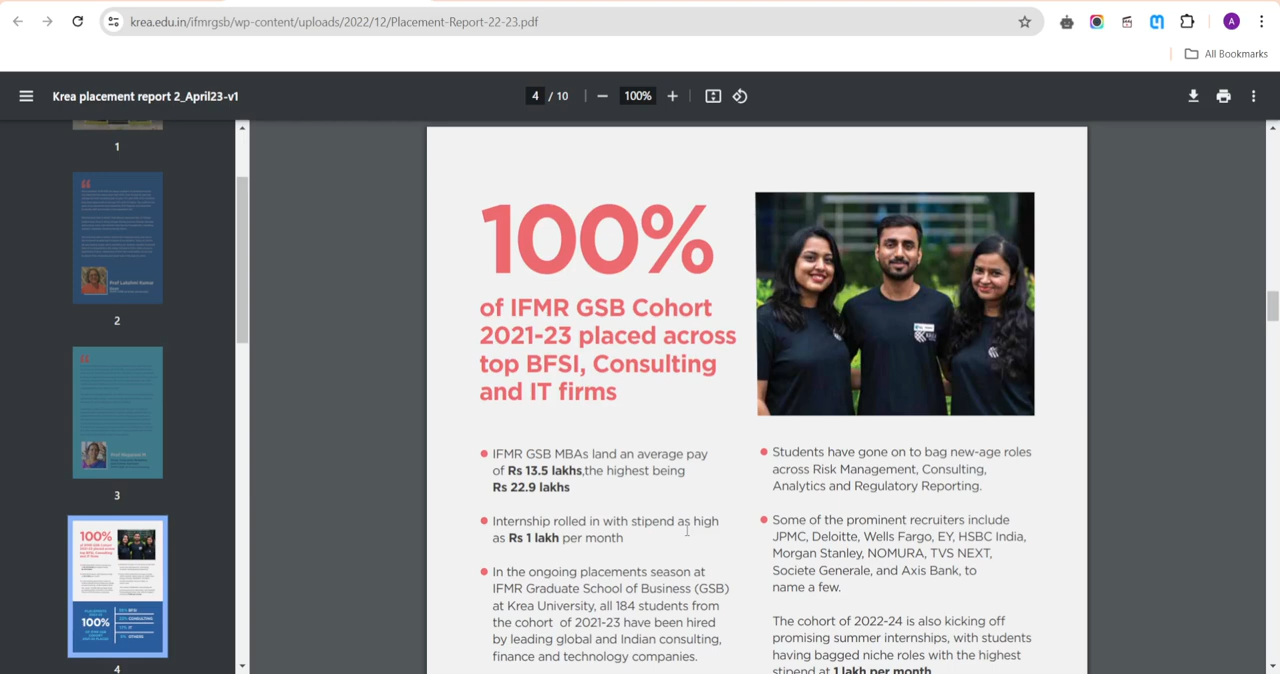 krea.edu.in/ifmrgsb/wp-content/uploads/2022/12/Placement-Report-22-23.pdf
A
All Bookmarks
Krea placement report 2_April23-v1
4 / 10
100%
1
2
3
4
100%
of IFMR GSB Cohort
2021-23 placed across
top BFSI, Consulting
and IT firms
IFMR GSB MBAs land an average pay
of Rs 13.5 lakhs,the highest being
Rs 22.9 lakhs
Internship rolled in with stipend as high
as Rs 1 lakh per month
In the ongoing placements season at
IFMR Graduate School of Business (GSB)
at Krea University, all 184 students from
the cohort of 2021-23 have been hired
by leading global and Indian consulting,
finance and technology companies.
Students have gone on to bag new-age roles
across Risk Management, Consulting,
Analytics and Regulatory Reporting.
Some of the prominent recruiters include
JPMC, Deloitte, Wells Fargo, EY, HSBC India,
Morgan Stanley, NOMURA, TVS NEXT,
Societe Generale, and Axis Bank, to
name a few.
The cohort of 2022-24 is also kicking off
promising summer internships, with students
having bagged niche roles with the highest
stipend at 1 lakh per month